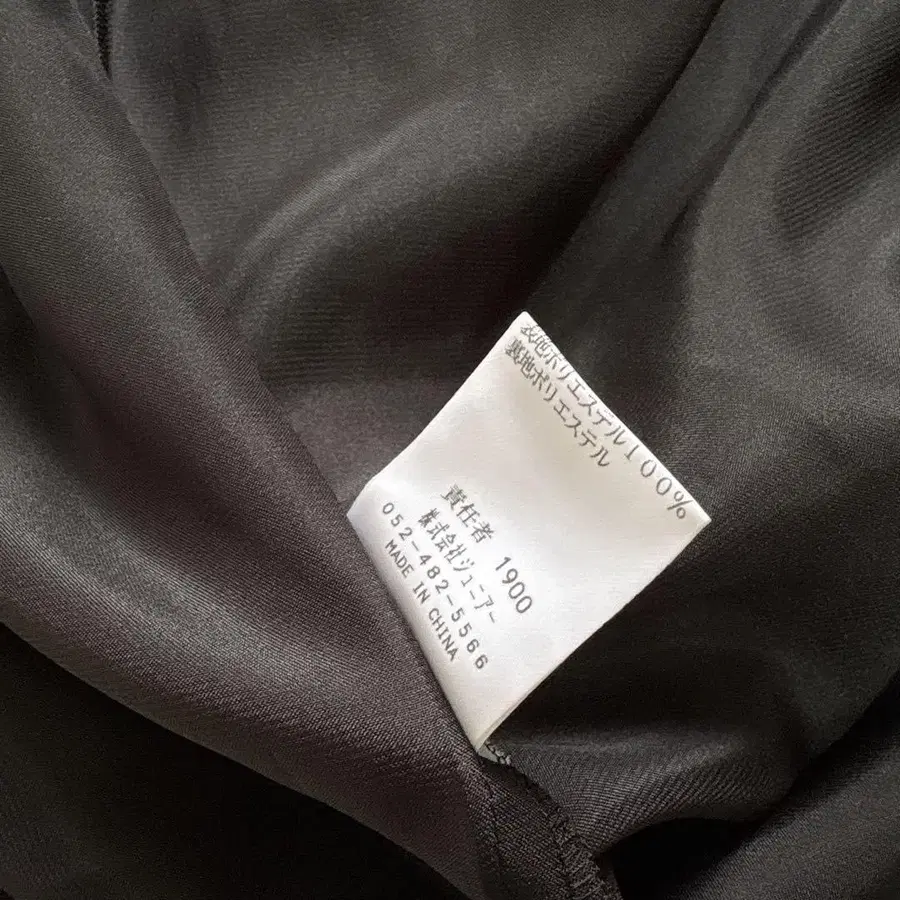 表地ポリエステル100%
裏地ポリエステル
責任者 1900
株式会社ジュニアー
052-482-5566
MADE IN CHINA